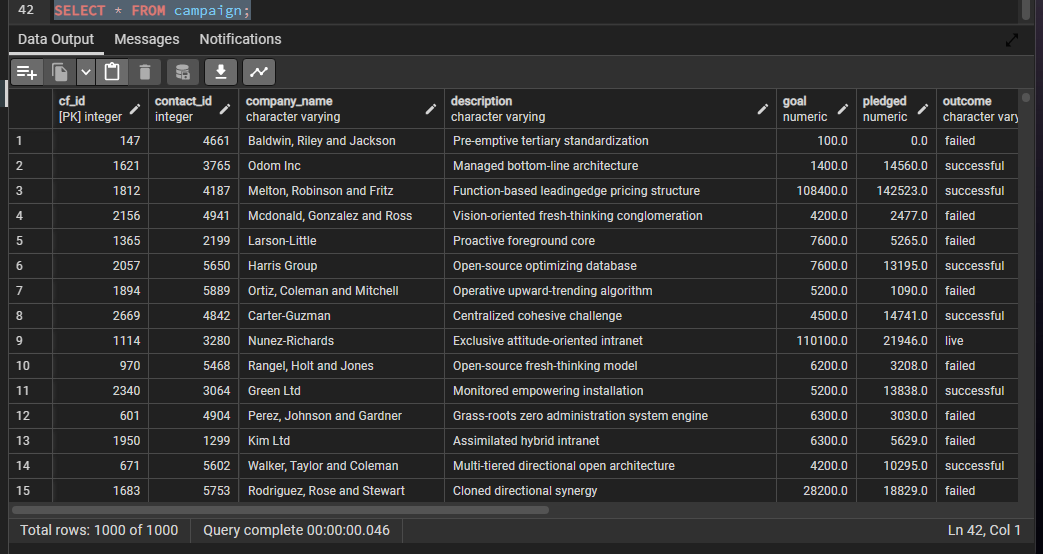 42 SELECT * FROM campaign;
Data Output Messages Notifications
cf_id contact_id company_name description goal pledged outcome
[PK] integer integer character varying character varying numeric numeric character vary
1 147 4661 Baldwin, Riley and Jackson Pre-emptive tertiary standardization 100.0 0.0 failed
2 1621 3765 Odom Inc Managed bottom-line architecture 1400.0 14560.0 successful
3 1812 4187 Melton, Robinson and Fritz Function-based leadingedge pricing structure 108400.0 142523.0 successful
4 2156 4941 Mcdonald, Gonzalez and Ross Vision-oriented fresh-thinking conglomeration 4200.0 2477.0 failed
5 1365 2199 Larson-Little Proactive foreground core 7600.0 5265.0 failed
6 2057 5650 Harris Group Open-source optimizing database 7600.0 13195.0 successful
7 1894 5889 Ortiz, Coleman and Mitchell Operative upward-trending algorithm 5200.0 1090.0 failed
8 2669 4842 Carter-Guzman Centralized cohesive challenge 4500.0 14741.0 successful
9 1114 3280 Nunez-Richards Exclusive attitude-oriented intranet 110100.0 21946.0 live
10 970 5468 Rangel, Holt and Jones Open-source fresh-thinking model 6200.0 3208.0 failed
11 2340 3064 Green Ltd Monitored empowering installation 5200.0 13838.0 successful
12 601 4904 Perez, Johnson and Gardner Grass-roots zero administration system engine 6300.0 3030.0 failed
13 1950 1299 Kim Ltd Assimilated hybrid intranet 6300.0 5629.0 failed
14 671 5602 Walker, Taylor and Coleman Multi-tiered directional open architecture 4200.0 10295.0 successful
15 1683 5753 Rodriguez, Rose and Stewart Cloned directional synergy 28200.0 18829.0 failed
Total rows: 1000 of 1000 Query complete 00:00:00.046 Ln 42, Col 1